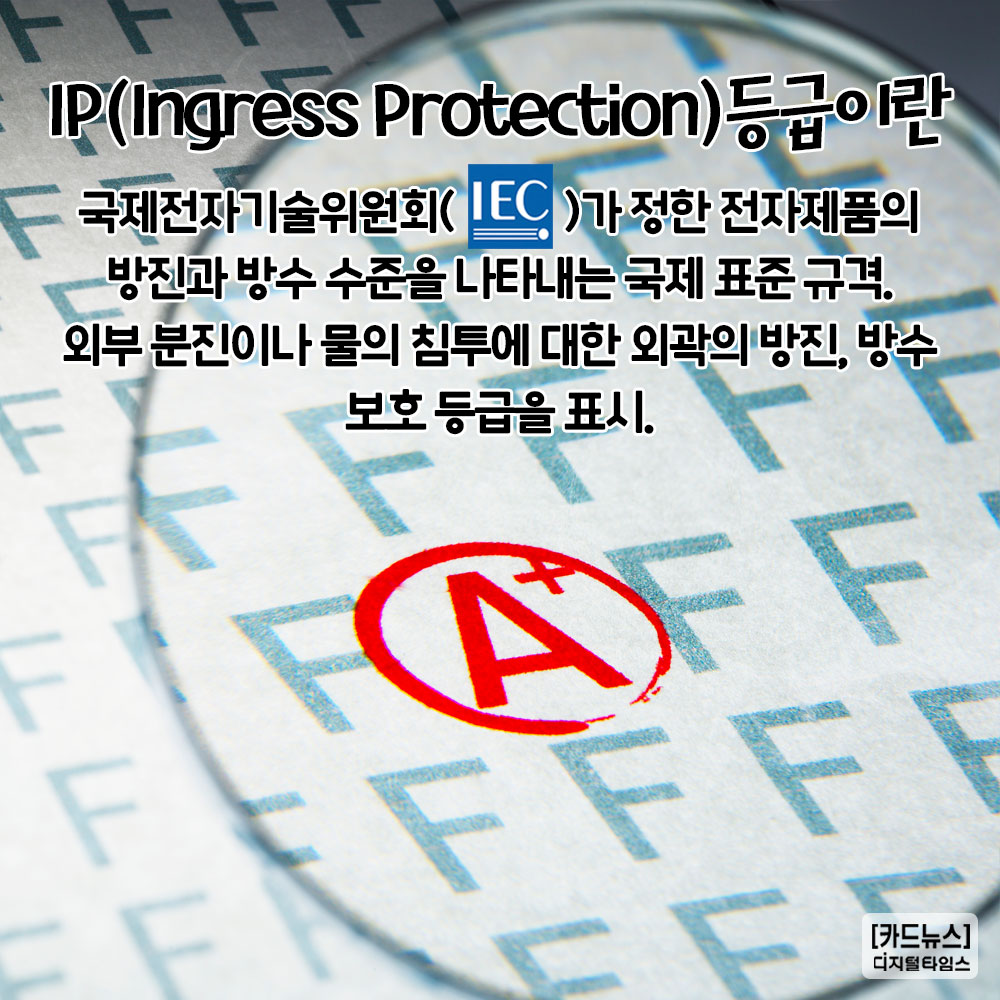 IP(Ingress Protection)등급이란
국제전자기술위원회( IEC )가 정한 전자제품의
방진과 방수 수준을 나타내는 국제 표준 규격.
외부 분진이나 물의 침투에 대한 외곽의 방진, 방수
보호 등급을 표시.
F F F F F F
F F F F F
F F F F
F F F F
F F F F F
F A+ F F
F F F F F
F F F F
F F F F
[카드뉴스]
디지털타임스